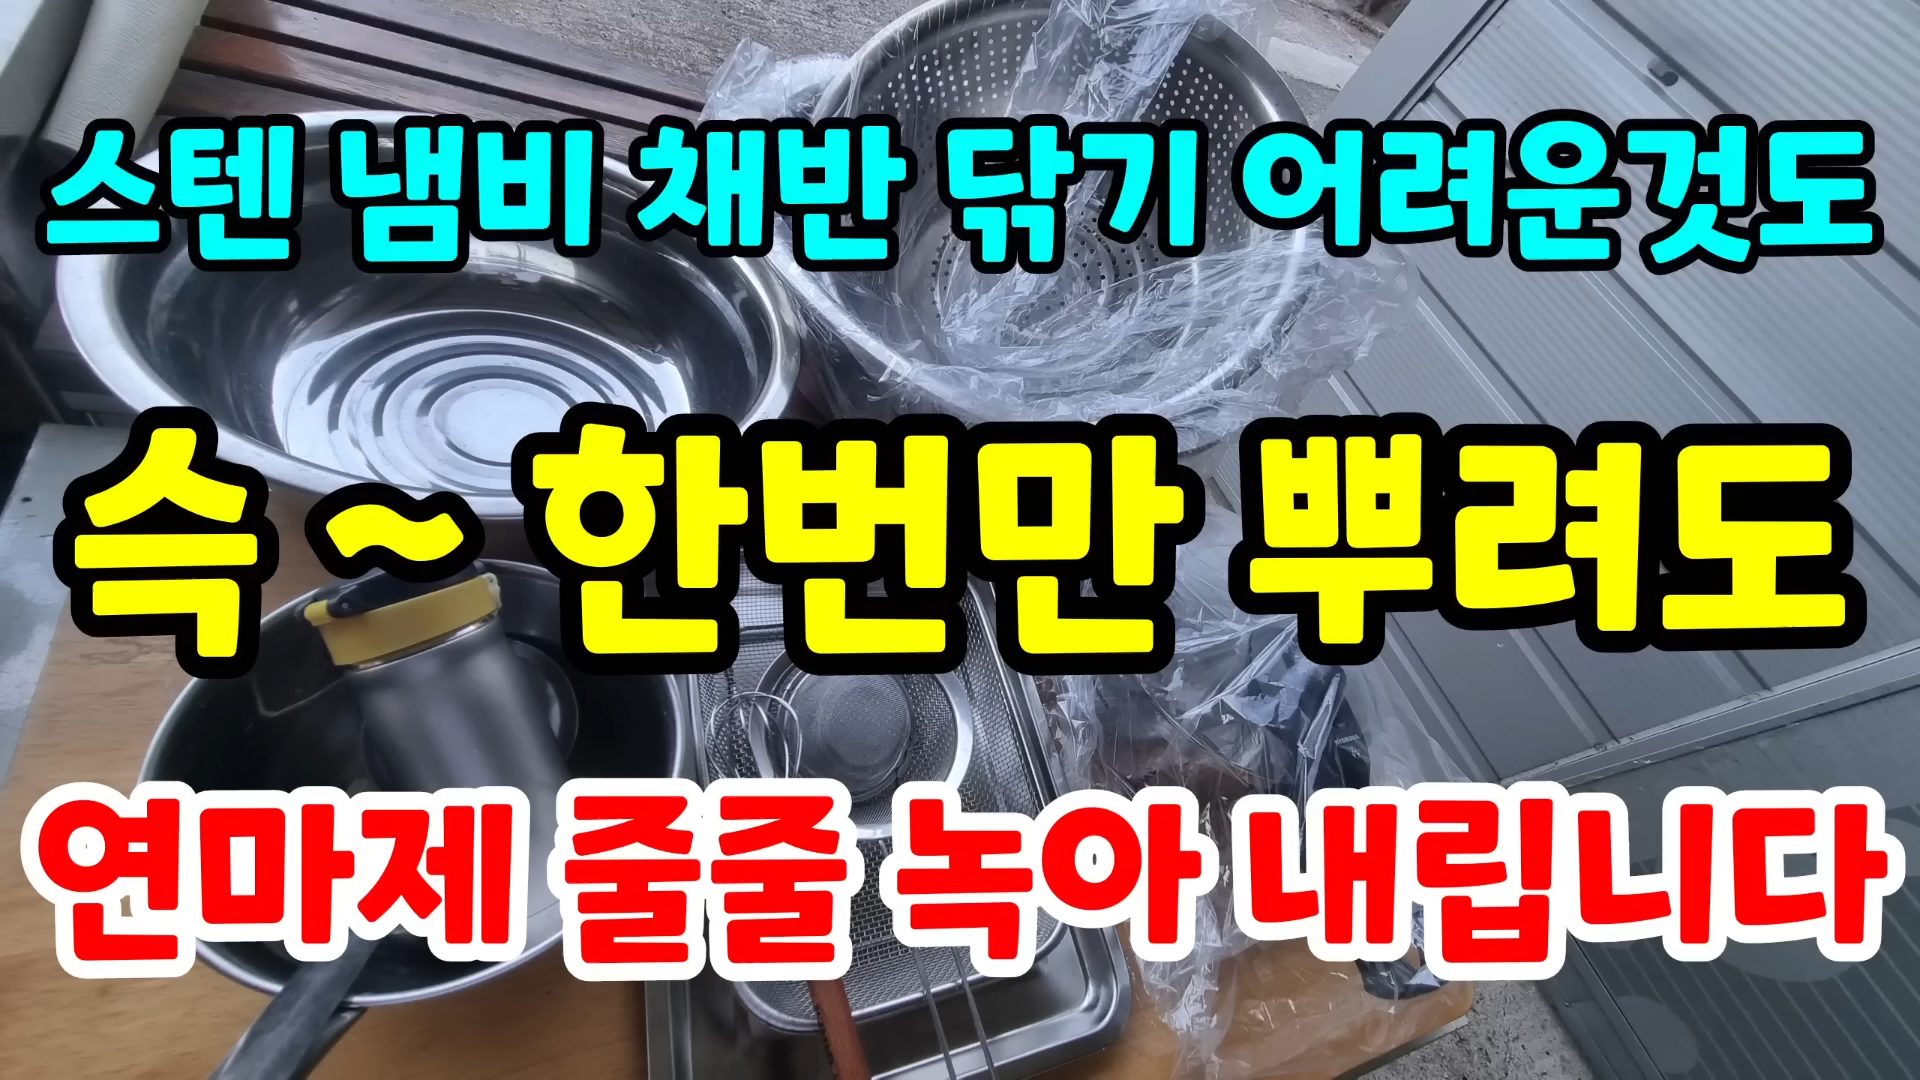 스텐 냄비 채반 닦기 어려운것도
슥~ 한번만 뿌려도
연마제 줄줄 녹아 내립니다